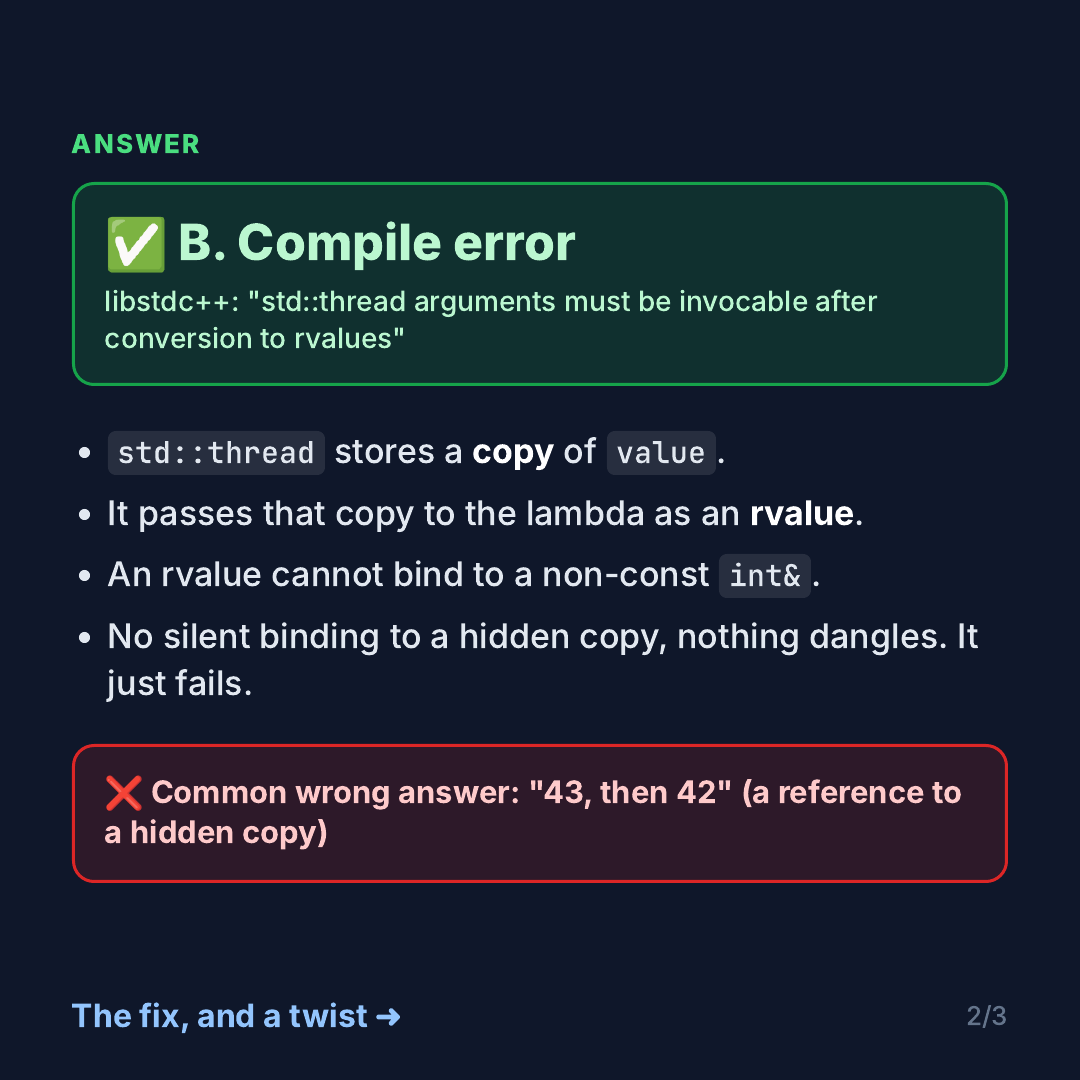 ANSWER
✅ B. Compile error
libstdc++: "std::thread arguments must be invocable after
conversion to rvalues"
• std::thread stores a copy of value.
• It passes that copy to the lambda as an rvalue.
• An rvalue cannot bind to a non-const int&.
• No silent binding to a hidden copy, nothing dangles. It
just fails.
❌ Common wrong answer: "43, then 42" (a reference to
a hidden copy)
The fix, and a twist ➜
2/3